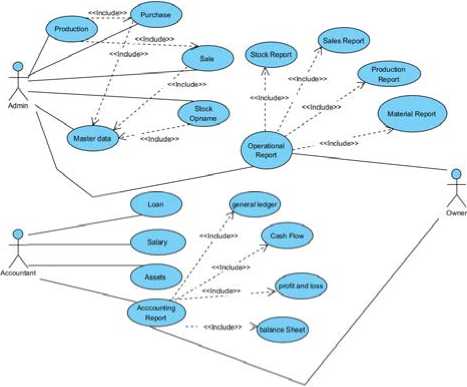 <<Include>>
Purchase
Production
<<Include>>
<<Include>>
Sale
<<Include>>
Admin
Stock
Opname
Master data
<<Include>>
Stock Report
Sales Report
<<Include>>
<<Include>>
Production
Report
<<Include>>
Material Report
Operational
Report
<<Include>>
Owner
Loan
general ledger
<<Include>>
Cash Flow
Salary
<<Include>>
Accountant
Assets
profit and loss
<<Include>>
Acccounting
Report
<<Include>>
balance Sheet